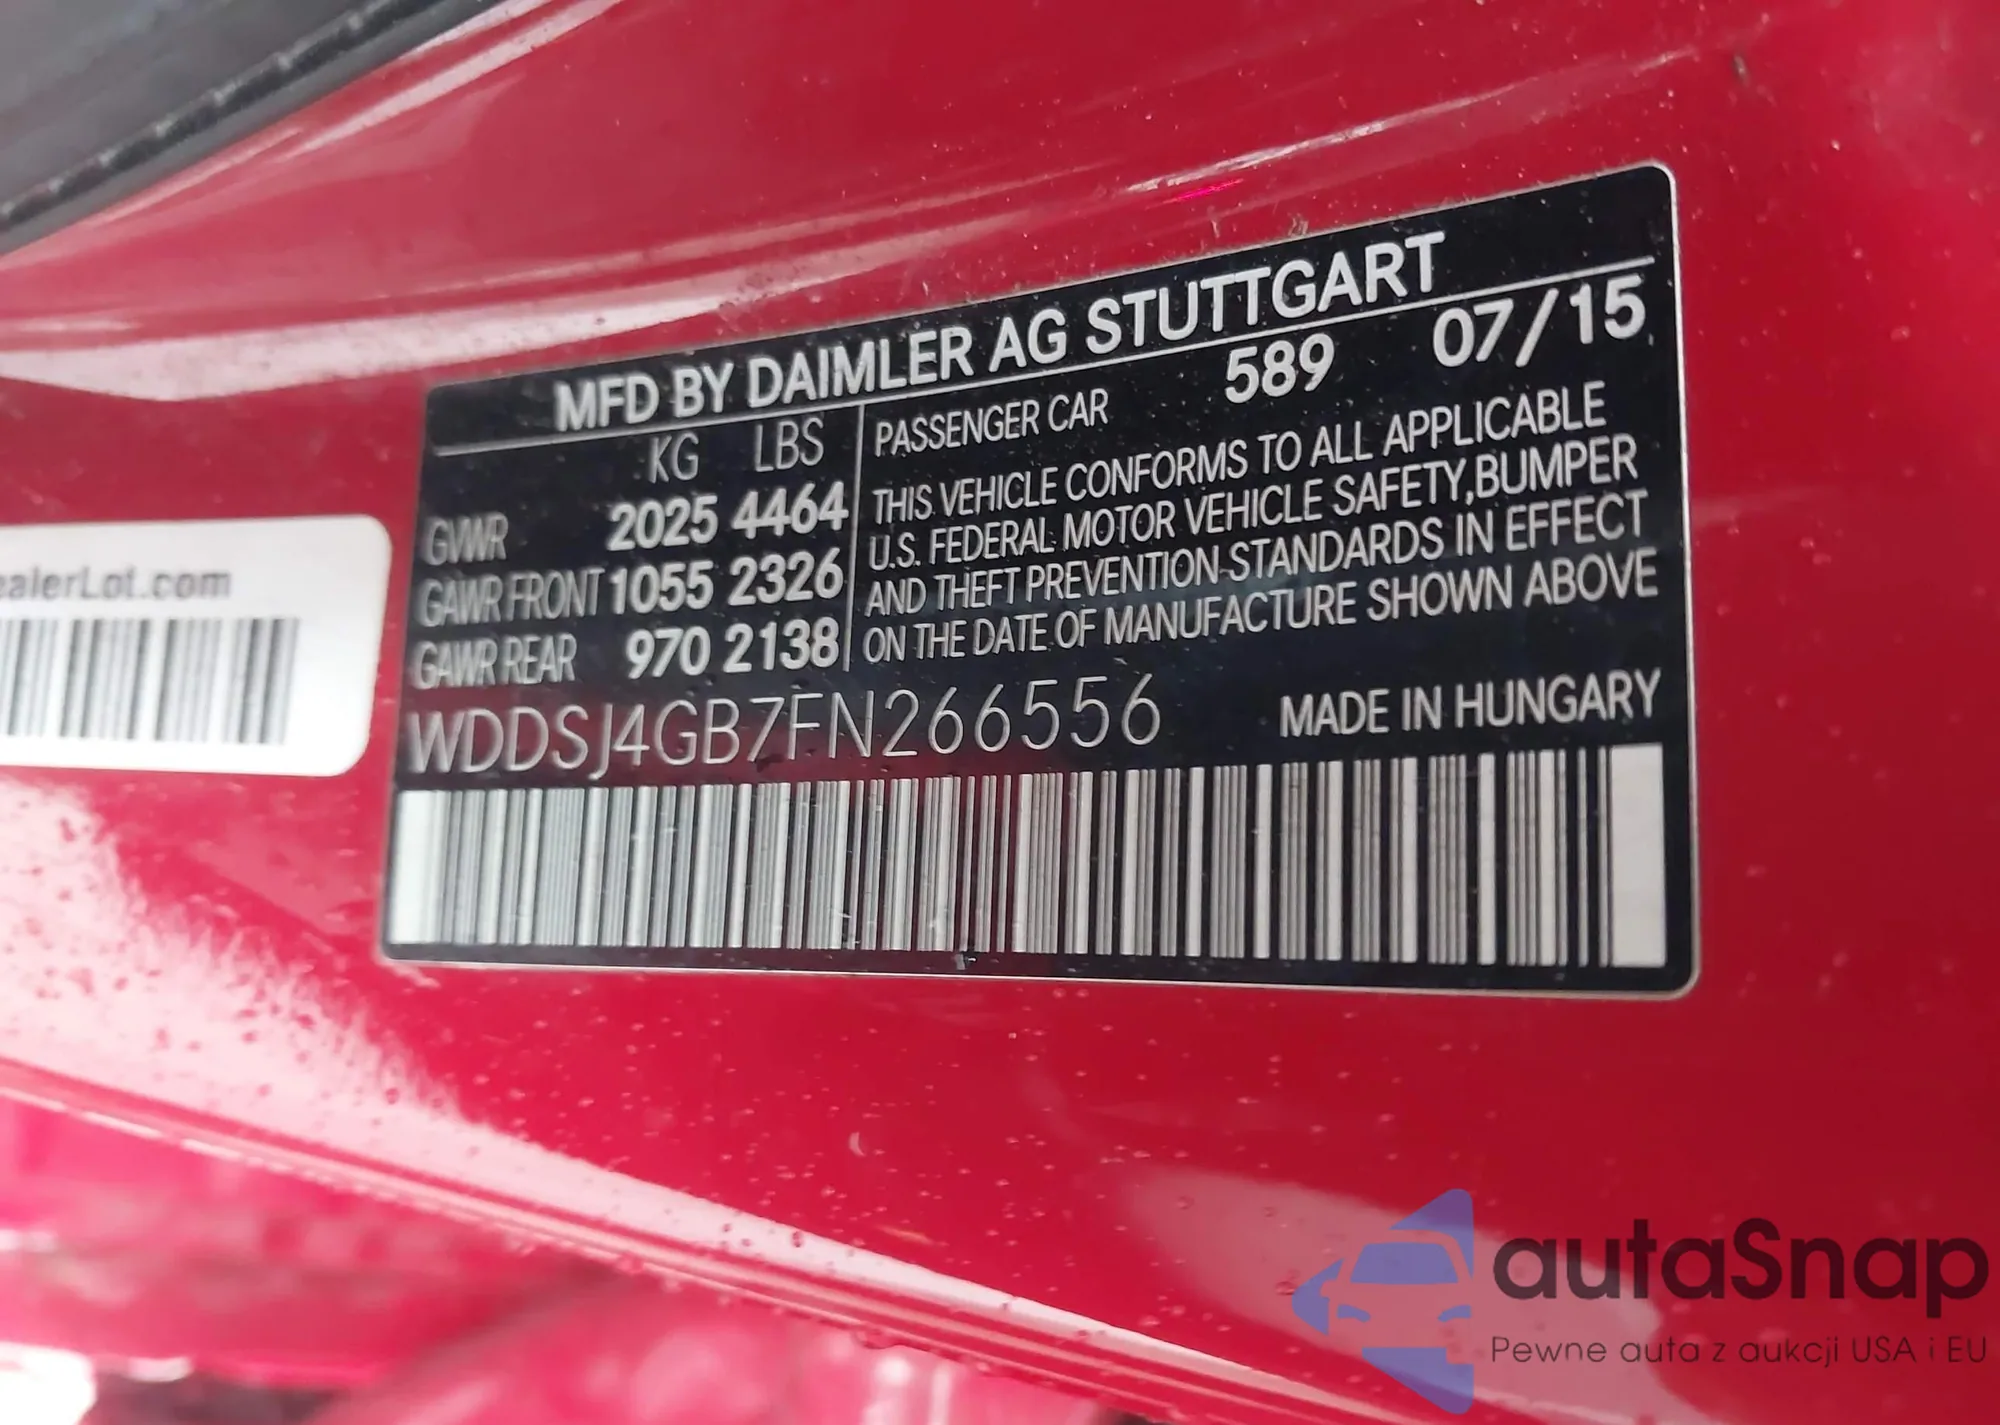 MFD BY DAIMLER AG STUTTGART
KG LBS
PASSENGER CAR 589 07/15
GVWR 2025 4464
GAWR FRONT 1055 2326
GAWR REAR 970 2138
THIS VEHICLE CONFORMS TO ALL APPLICABLE
U.S. FEDERAL MOTOR VEHICLE SAFETY,BUMPER
AND THEFT PREVENTION STANDARDS IN EFFECT
ON THE DATE OF MANUFACTURE SHOWN ABOVE
WDDSJ4GB7FN266556 MADE IN HUNGARY
ealerLot.com
autaSnap
Pewne auta z aukcji USA i EU